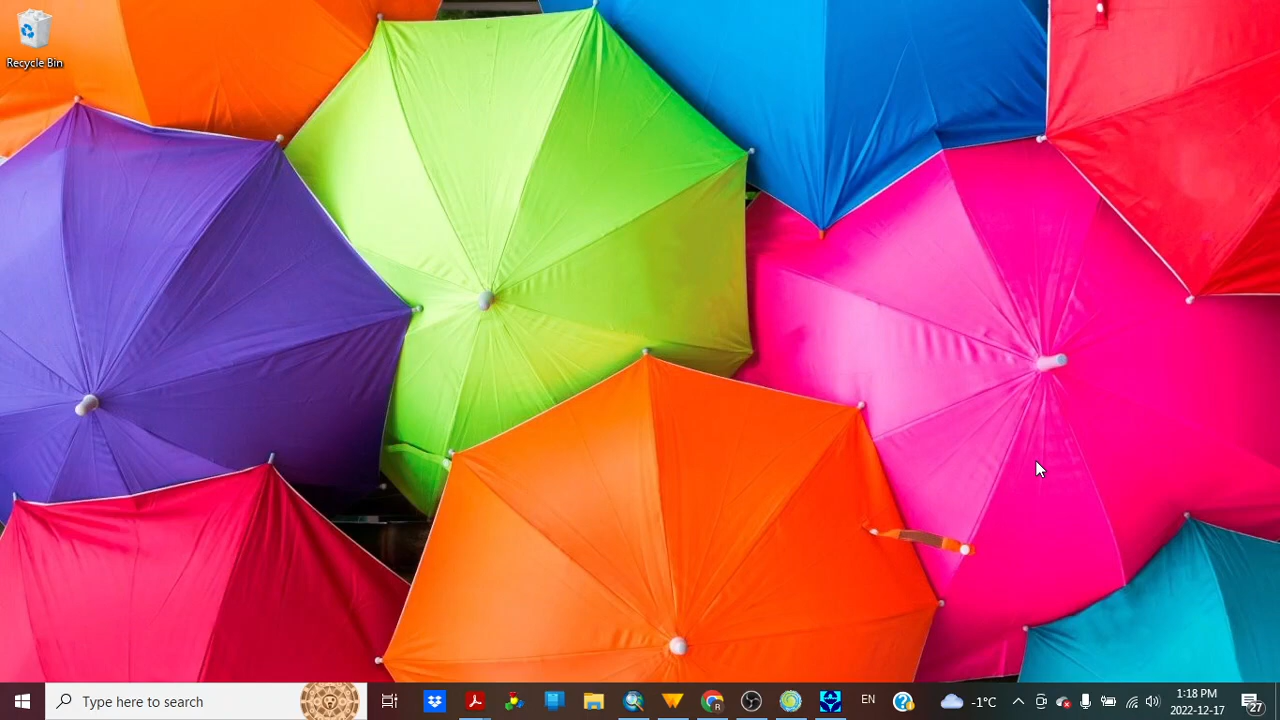 Recycle Bin
Type here to search
R
EN
-1°C
1:18 PM
2022-12-17
27